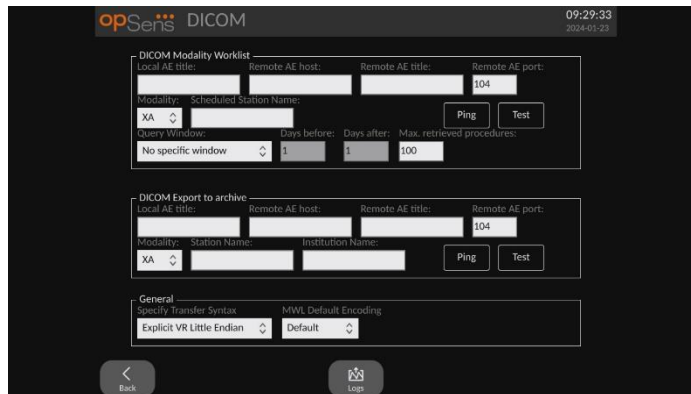 opSens DICOM 09:29:33
2024-01-23
DICOM Modality Worklist
Local AE title: Remote AE host: Remote AE title: Remote AE port:
104
Modality: Scheduled Station Name:
XA Ping Test
Query Window: Days before: Days after: Max. retrieved procedures:
No specific window 1 1 100
DICOM Export to archive
Local AE title: Remote AE host: Remote AE title: Remote AE port:
104
Modality: Station Name: Institution Name:
XA Ping Test
General
Specify Transfer Syntax MWL Default Encoding
Explicit VR Little Endian Default
Back Logs